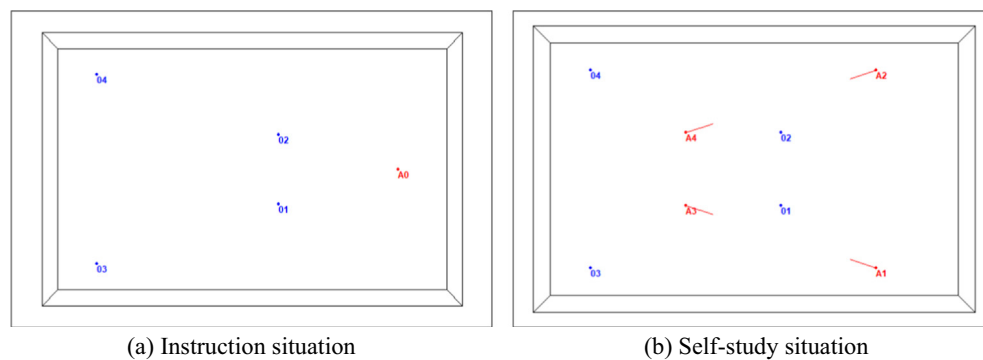 04
02
A0
01
03
(a) Instruction situation
04
A2
A4
02
A3
01
03
A1
(b) Self-study situation